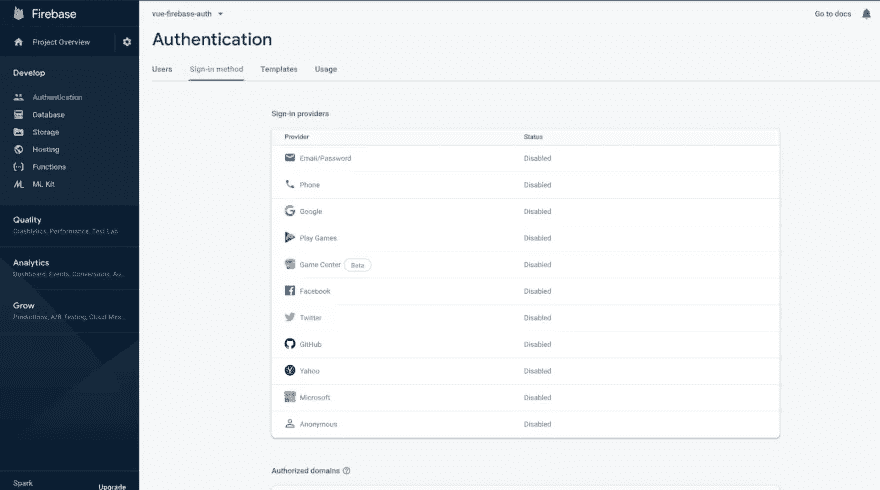 Firebase
vue-firebase-auth
Go to docs
Project Overview
Authentication
Users Sign-in method Templates Usage
Develop
Authentication
Database
Storage
Hosting
Functions
ML Kit
Quality
Crashlytics, Performance, Test Lab
Analytics
Dashboard, Events, Conversions, Au...
Grow
Predictions, A/B Testing, Cloud Mes...
Spark
Upgrade
Sign-in providers
Provider Status
Email/Password Disabled
Phone Disabled
Google Disabled
Play Games Disabled
Game Center Beta Disabled
Facebook Disabled
Twitter Disabled
GitHub Disabled
Yahoo Disabled
Microsoft Disabled
Anonymous Disabled
Authorized domains